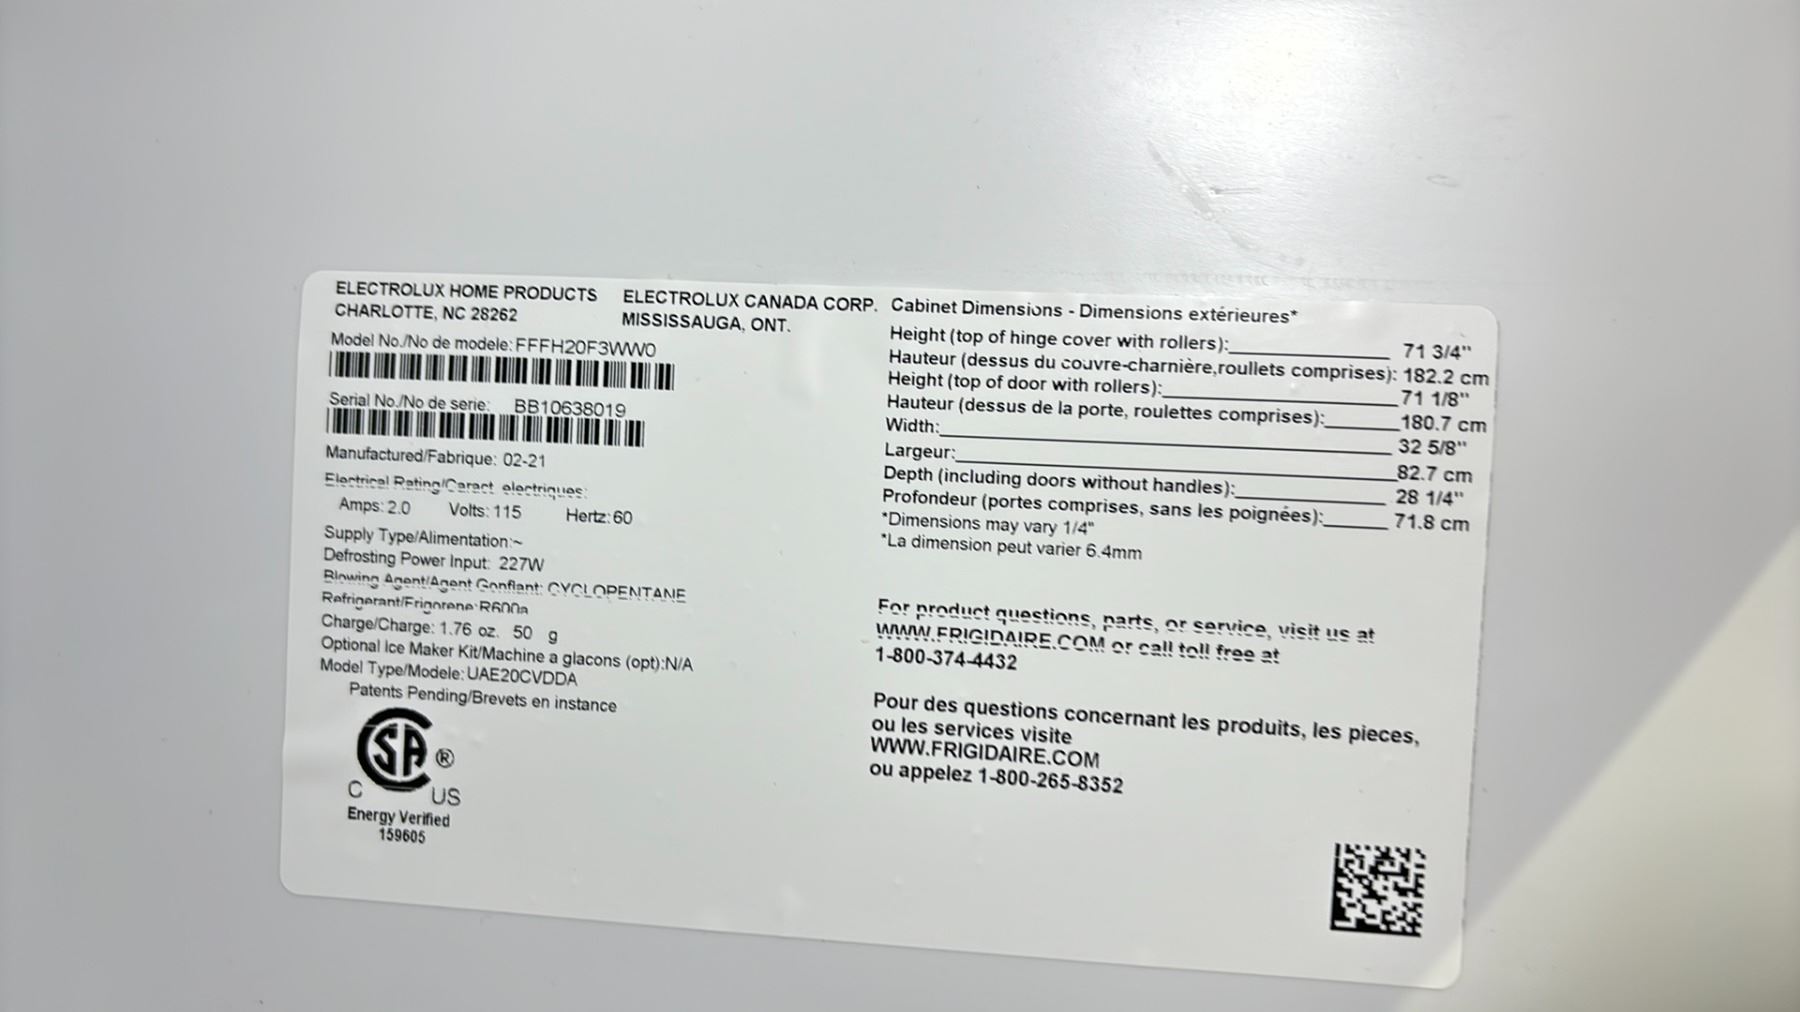 ELECTROLUX HOME PRODUCTS
CHARLOTTE, NC 28262
ELECTROLUX CANADA CORP.
MISSISSAUGA, ONT.
Model No./No de modele: FFFH20F3WW0
Serial No./No de serie: BB10638019
Manufactured/Fabrique: 02-21
Electrical Rating/Caract. electriques:
Amps: 2.0 Volts: 115 Hertz: 60
Supply Type/Alimentation:~
Defrosting Power Input: 227W
Blowing Agent/Agent Gonflant: CYCLOPENTANE
Refrigerant/Frigorene: R600a
Charge/Charge: 1.76 oz. 50 g
Optional Ice Maker Kit/Machine a glacons (opt):N/A
Model Type/Modele: UAE20CVDDA
Patents Pending/Brevets en instance
SA ®
C US
Energy Verified
159605
Cabinet Dimensions - Dimensions extérieures*
Height (top of hinge cover with rollers): 71 3/4"
Hauteur (dessus du couvre-charnière,roullets comprises): 182.2 cm
Height (top of door with rollers): 71 1/8"
Hauteur (dessus de la porte, roulettes comprises): 180.7 cm
Width: 32 5/8"
Largeur: 82.7 cm
Depth (including doors without handles): 28 1/4"
Profondeur (portes comprises, sans les poignées): 71.8 cm
*Dimensions may vary 1/4"
*La dimension peut varier 6.4mm
For product questions, parts, or service, visit us at
WWW.FRIGIDAIRE.COM or call toll free at
1-800-374-4432
Pour des questions concernant les produits, les pieces,
ou les services visite
WWW.FRIGIDAIRE.COM
ou appelez 1-800-265-8352